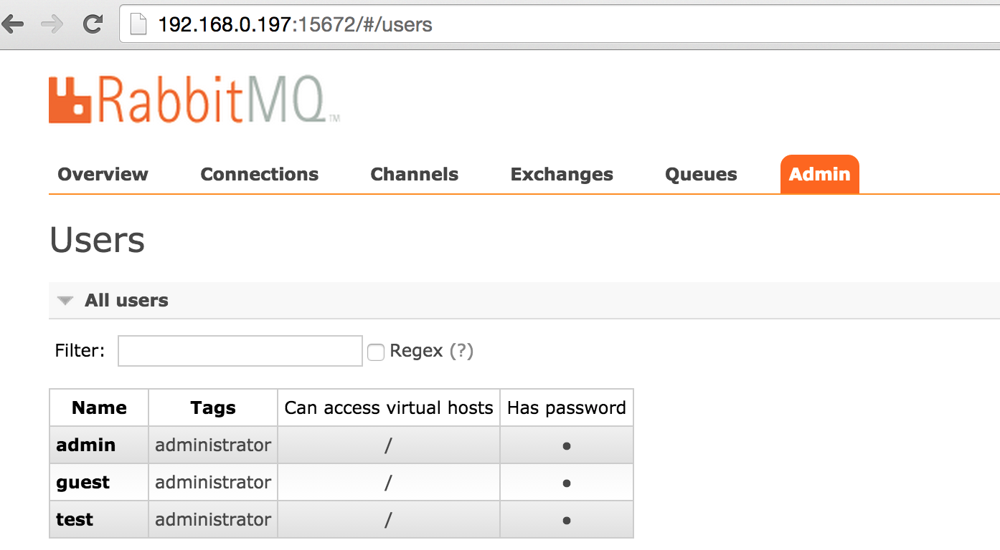 192.168.0.197:15672/#/users
RabbitMQ™
Overview Connections Channels Exchanges Queues Admin
Users
All users
Filter: Regex (?)
Name Tags Can access virtual hosts Has password
admin administrator / •
guest administrator / •
test administrator / •